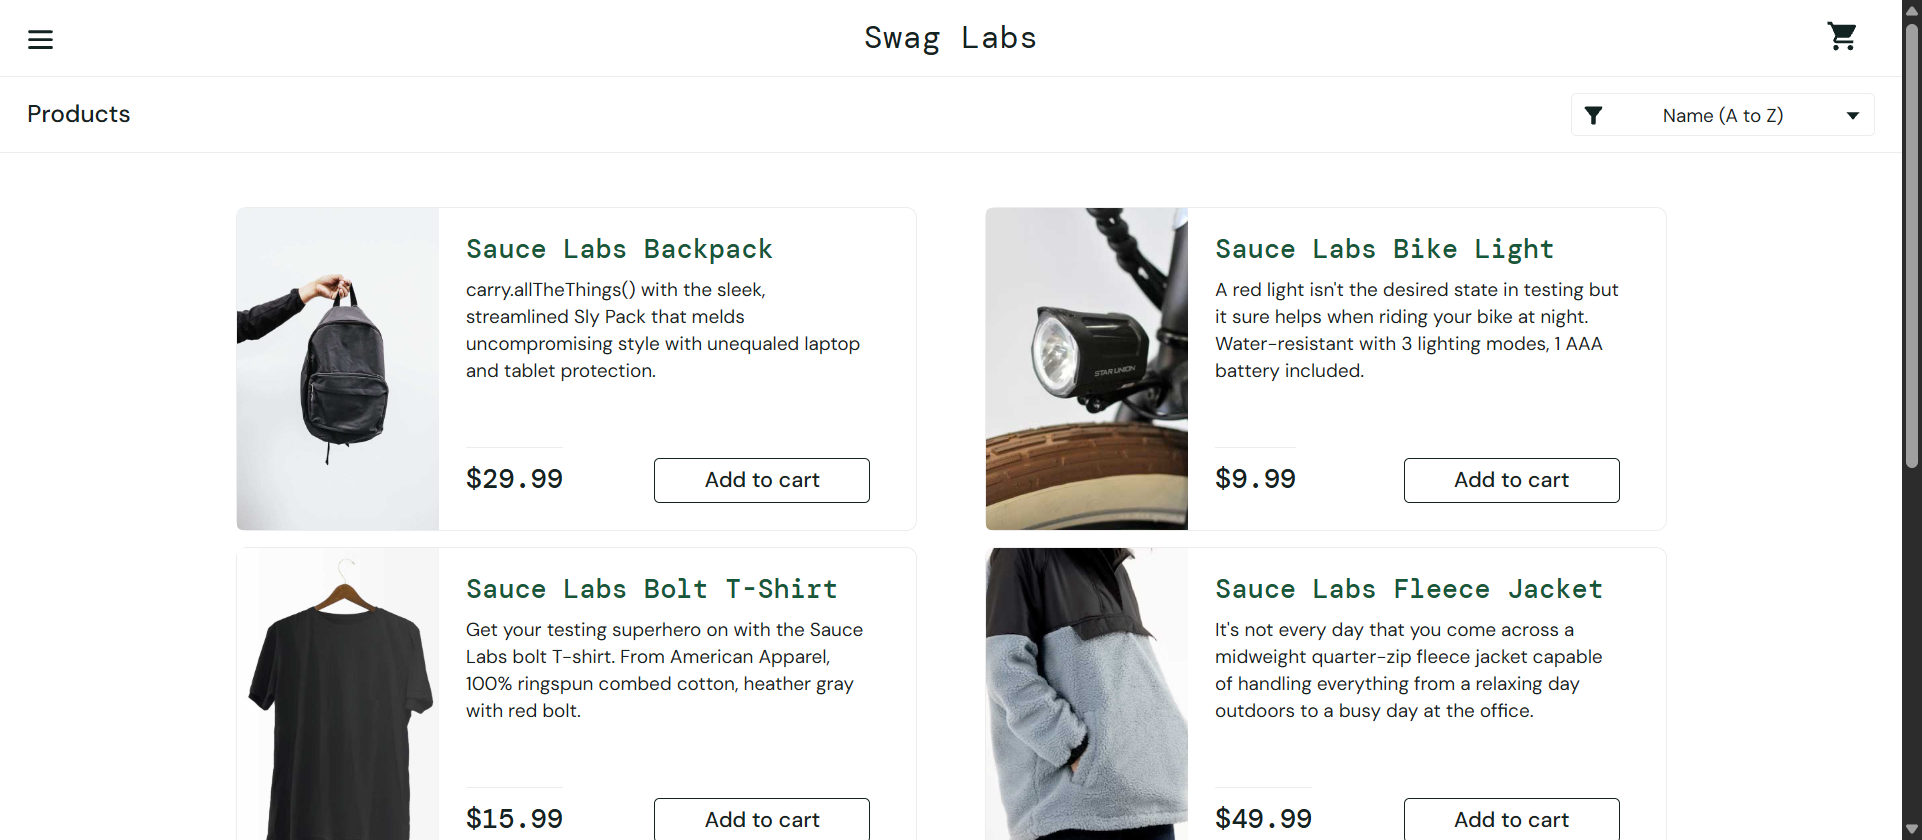 Swag Labs
Products
Name (A to Z)
Sauce Labs Backpack
carry.allTheThings() with the sleek,
streamlined Sly Pack that melds
uncompromising style with unequaled laptop
and tablet protection.
$29.99
Add to cart
Sauce Labs Bike Light
A red light isn't the desired state in testing but
it sure helps when riding your bike at night.
Water-resistant with 3 lighting modes, 1 AAA
battery included.
STAR UNION
$9.99
Add to cart
Sauce Labs Bolt T-Shirt
Get your testing superhero on with the Sauce
Labs bolt T-shirt. From American Apparel,
100% ringspun combed cotton, heather gray
with red bolt.
$15.99
Add to cart
Sauce Labs Fleece Jacket
It's not every day that you come across a
midweight quarter-zip fleece jacket capable
of handling everything from a relaxing day
outdoors to a busy day at the office.
$49.99
Add to cart